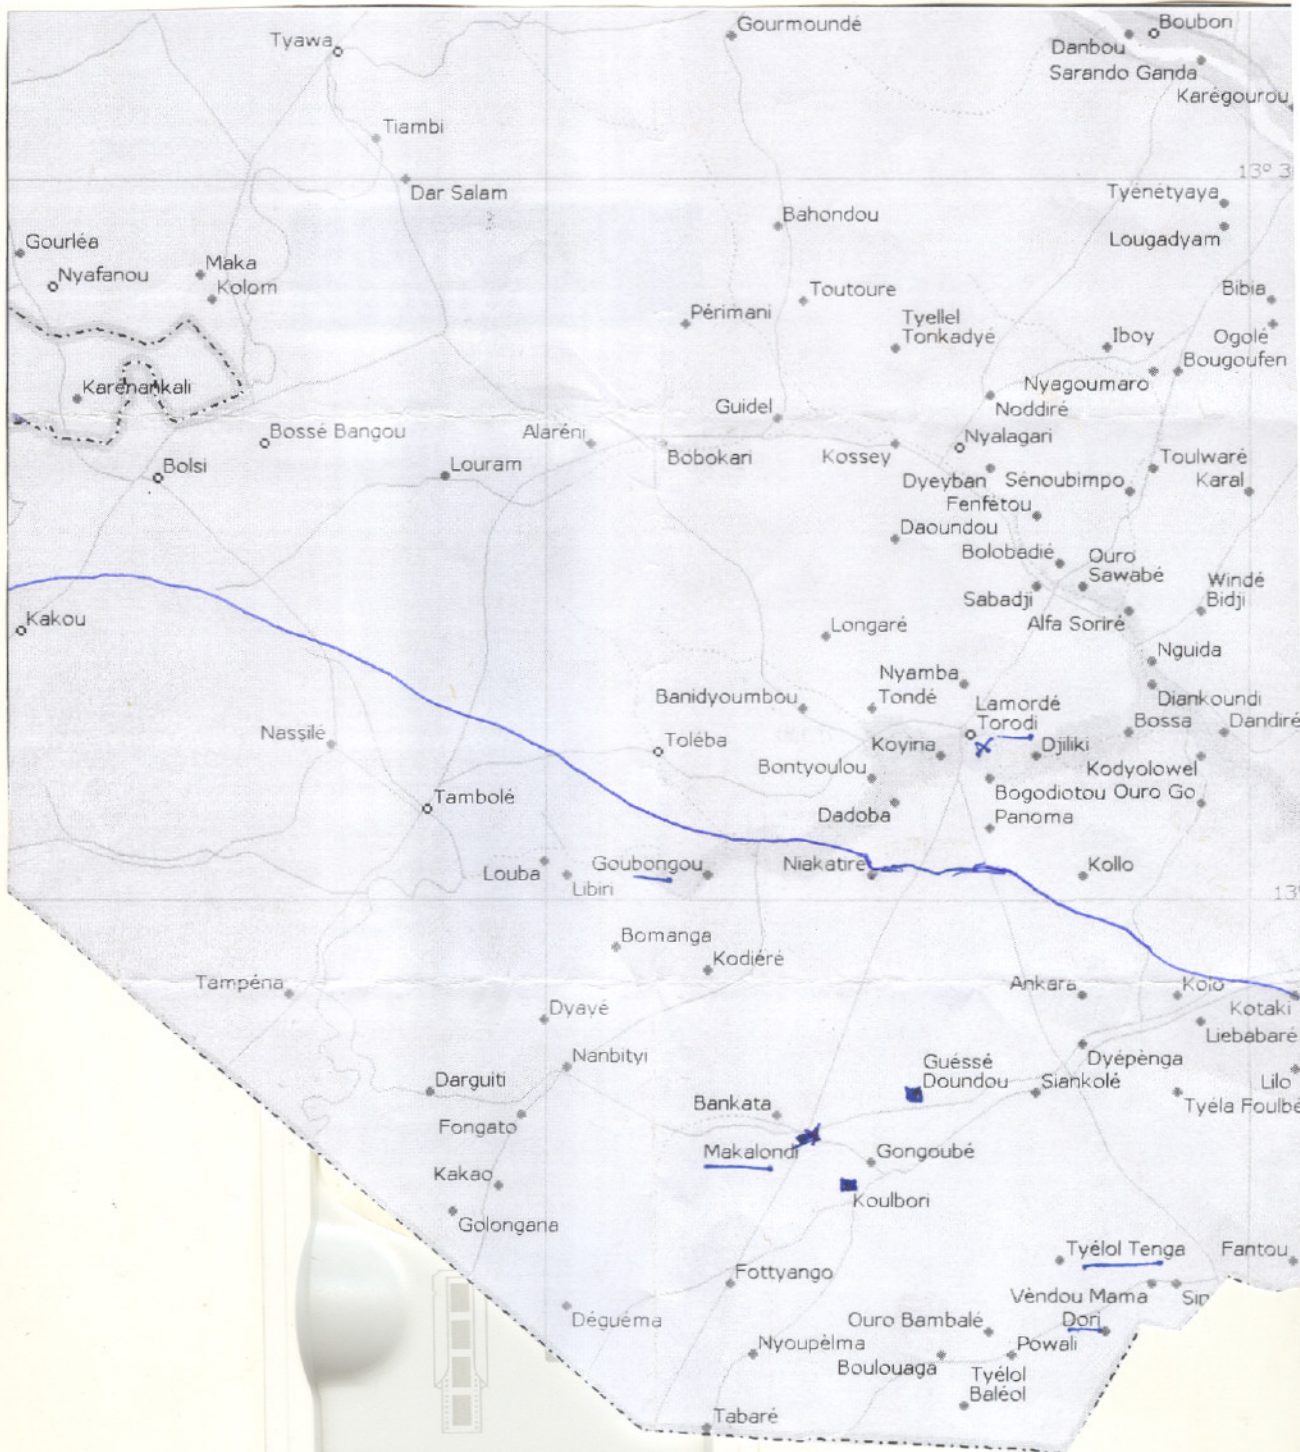 Gourmoundé
Boubon
Tyawa
Danbou
Sarando Ganda
Karégourou
Tiambi
13° 3
Dar Salam
Tyénétyaya
Bahondou
Lougadyam
Gourléa
Maka
Nyafanou
Kolom
Bibia
Toutoure
Périmani
Tyellel
Tonkadyé
Iboy
Ogolé
Bougoufen
Karénankali
Nyagoumaro
Guidel
Noddiré
Bossé Bangou
Alaréni
Nyalagari
Bobokari
Kossey
Toulwaré
Bolsi
Louram
Dyeyban
Sénoubimpo
Karal
Fenfétou
Daoundou
Bolobadié
Ouro
Sawabé
Windé
Bidji
Sabadji
Kakou
Longaré
Alfa Soriré
Nguida
Nyamba
Banidyoumbou
Tondé
Lamordé
Torodi
Diankoundi
Bossa
Dandiré
Nassilé
Toléba
Koyina
Djiliki
Bontyoulou
Kodyolowel
Tambolé
Bogodiotou
Ouro Go
Dadoba
Panoma
Louba
Goubongou
Niakatire
Kollo
Libiri
13°
Bomanga
Kodiéré
Tampéna
Ankara
Kolo
Kotaki
Dyayé
Liebabaré
Nanbityi
Guéssé
Doundou
Dyépènga
Darguiti
Siankolé
Lilo
Bankata
Tyéla Foulbé
Fongato
Makalondi
Gongoubé
Kakao
Koulbori
Golongana
Tyélol Tenga
Fantou
Fottyango
Vèndou Mama
Sir
Déguéma
Ouro Bambalé
Dori
Nyoupèlma
Boulouaga
Powali
Tyélol
Baléol
Tabaré